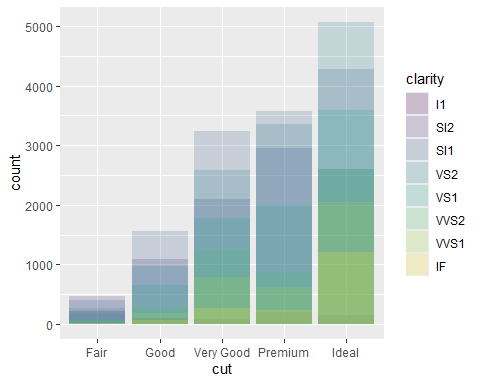 5000
4000
3000
2000
1000
0
count
Fair Good Very Good Premium Ideal
cut
clarity
I1
SI2
SI1
VS2
VS1
VVS2
VVS1
IF